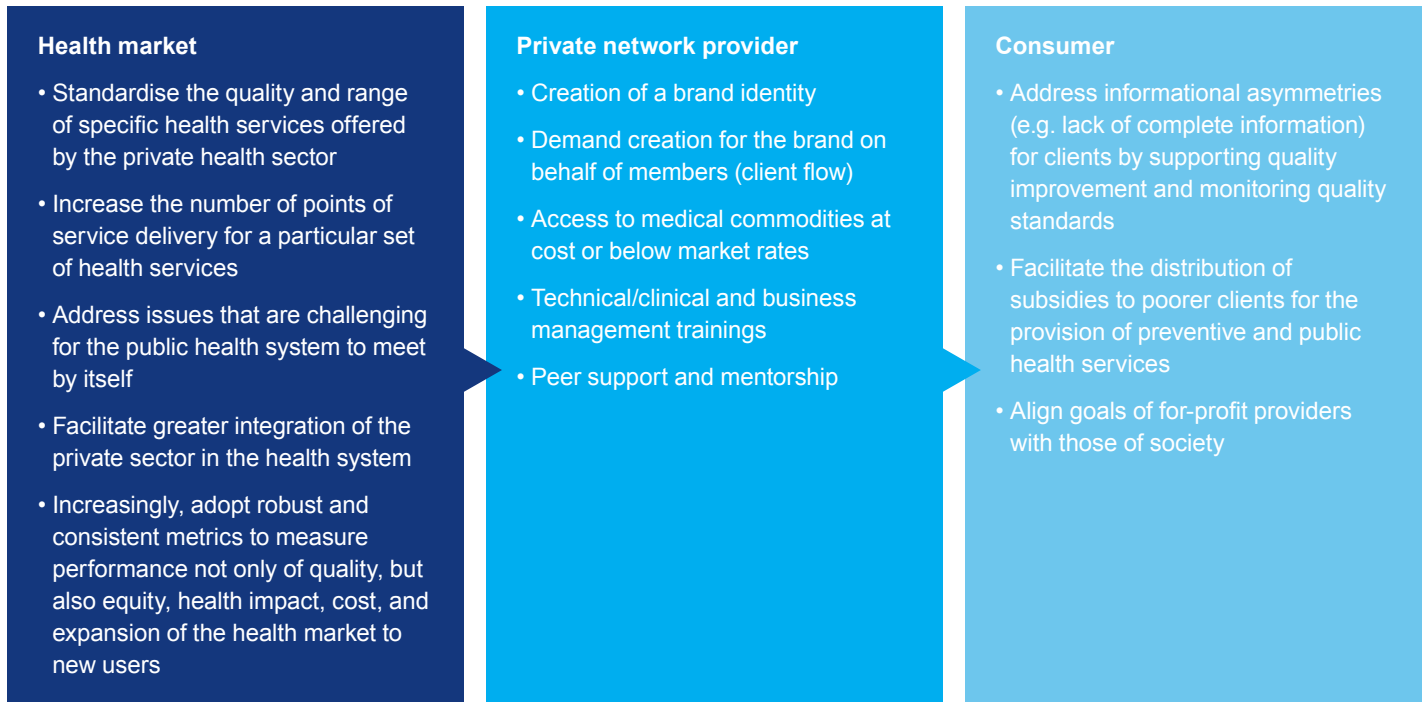 Health market
• Standardise the quality and range
of specific health services offered
by the private health sector
• Increase the number of points of
service delivery for a particular set
of health services
• Address issues that are challenging
for the public health system to meet
by itself
• Facilitate greater integration of the
private sector in the health system
• Increasingly, adopt robust and
consistent metrics to measure
performance not only of quality, but
also equity, health impact, cost, and
expansion of the health market to
new users
Private network provider
• Creation of a brand identity
• Demand creation for the brand on
behalf of members (client flow)
• Access to medical commodities at
cost or below market rates
• Technical/clinical and business
management trainings
• Peer support and mentorship
Consumer
• Address informational asymmetries
(e.g. lack of complete information)
for clients by supporting quality
improvement and monitoring quality
standards
• Facilitate the distribution of
subsidies to poorer clients for the
provision of preventive and public
health services
• Align goals of for-profit providers
with those of society